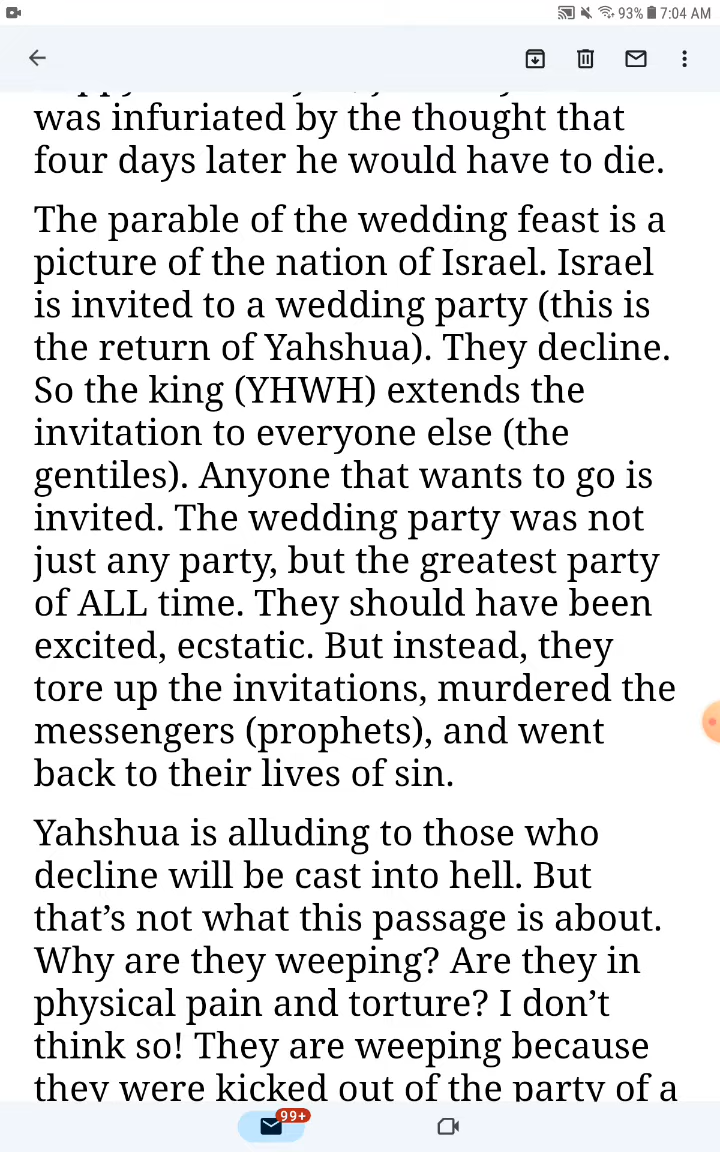 93% 7:04 AM
was infuriated by the thought that
four days later he would have to die.
The parable of the wedding feast is a
picture of the nation of Israel. Israel
is invited to a wedding party (this is
the return of Yahshua). They decline.
So the king (YHWH) extends the
invitation to everyone else (the
gentiles). Anyone that wants to go is
invited. The wedding party was not
just any party, but the greatest party
of ALL time. They should have been
excited, ecstatic. But instead, they
tore up the invitations, murdered the
messengers (prophets), and went
back to their lives of sin.
Yahshua is alluding to those who
decline will be cast into hell. But
that’s not what this passage is about.
Why are they weeping? Are they in
physical pain and torture? I don’t
think so! They are weeping because
they were kicked out of the party of a
99+